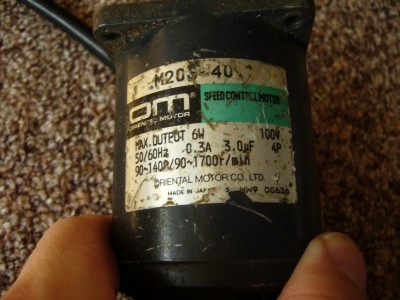 M20 -40
om SPEED CONTROL MOTOR
ORIENTAL MOTOR
MAX. OUTPUT 6W 100V
50/60Hz 0.3A 3.0μF 4P
90~1400/90~1700r/min
ORIENTAL MOTOR CO., LTD.
MADE IN JAPAN